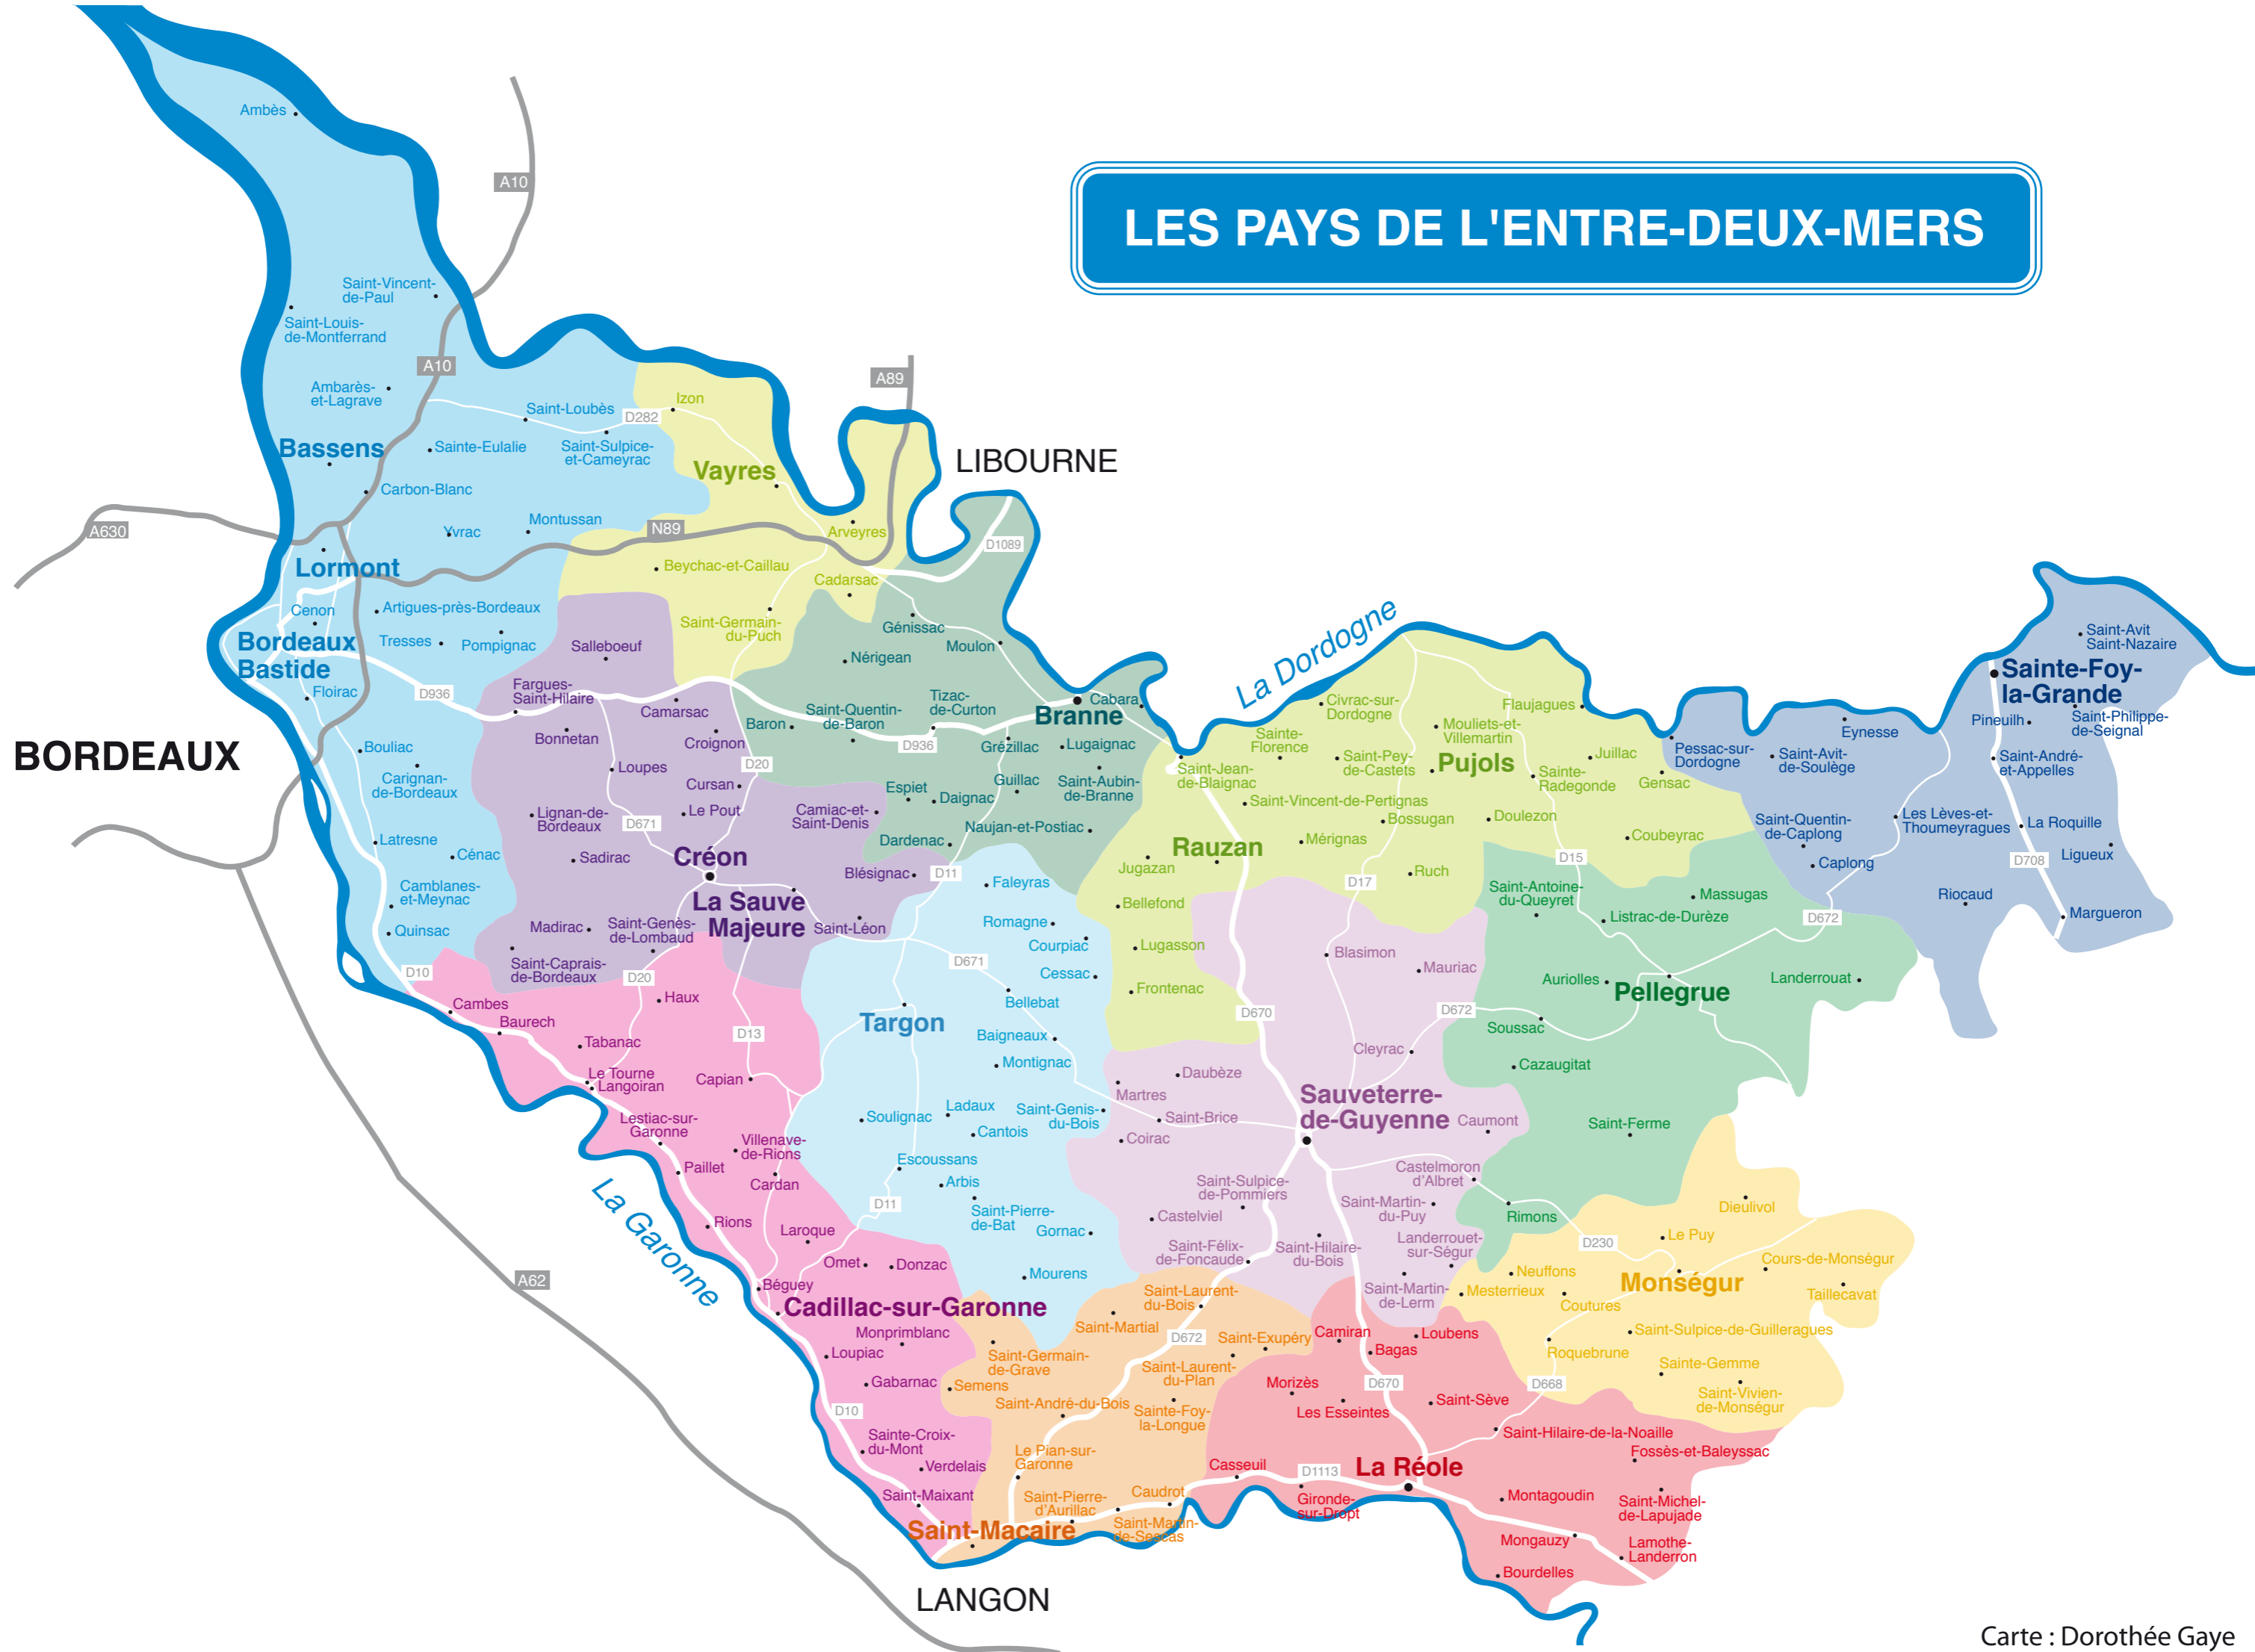 LES PAYS DE L'ENTRE-DEUX-MERS
Ambès
A10
Saint-Vincent-
de-Paul
Saint-Louis-
de-Montferrand
A10
Ambarès-
et-Lagrave
A89
Izon
Saint-Loubès
D282
Bassens
Sainte-Eulalie
Saint-Sulpice-
et-Cameyrac
Vayres
LIBOURNE
Carbon-Blanc
A630
Yvrac
Montussan
N89
Arveyres
D1089
Lormont
Beychac-et-Caillau
Cadarsac
Cenon
Artigues-près-Bordeaux
Saint-Germain-
du-Puch
Génissac
Bordeaux
Bastide
Tresses
Pompignac
Salleboeuf
Nérigean
Moulon
La Dordogne
Saint-Avit
Saint-Nazaire
Sainte-Foy-
la-Grande
Floirac
D936
Fargues-
Saint-Hilaire
Camarsac
Baron
Saint-Quentin-
de-Baron
Tizac-
de-Curton
Cabara
Branne
Civrac-sur-
Dordogne
Flaujagues
Mouliets-et-
Villemartin
Pineuilh
Saint-Philippe-
de-Seignal
Eynesse
BORDEAUX
Bouliac
Bonnetan
Croignon
D936
Grézillac
Lugaignac
Sainte-
Florence
Saint-Pey-
de-Castets
Pujols
Juillac
Pessac-sur-
Dordogne
Saint-Avit-
de-Soulège
Saint-André-
et-Appelles
Carignan-
de-Bordeaux
Loupes
D20
Cursan
Espiet
Daignac
Guillac
Saint-Aubin-
de-Branne
Saint-Jean-
de-Blaignac
Sainte-
Radegonde
Gensac
Lignan-de-
Bordeaux
D671
Le Pout
Camiac-et-
Saint-Denis
Naujan-et-Postiac
Saint-Vincent-de-Pertignas
Bossugan
Doulezon
Coubeyrac
Saint-Quentin-
de-Caplong
Les Lèves-et-
Thoumeyragues
La Roquille
Latresne
Cénac
Sadirac
Créon
Dardenac
Blésignac
D11
Faleyras
Rauzan
Mérignas
Jugazan
D17
Ruch
D15
Caplong
D708
Ligueux
Camblanes-
et-Meynac
Quinsac
Madirac
Saint-Genès-
de-Lombaud
La Sauve
Majeure
Saint-Léon
Romagne
Courpiac
Bellefond
Saint-Antoine-
du-Queyret
Massugas
Listrac-de-Durèze
D672
Riocaud
Margueron
Saint-Caprais-
de-Bordeaux
D10
D20
D671
Cessac
Lugasson
Blasimon
Mauriac
Auriolles
Pellegrue
Landerrouat
Cambes
Baurech
Haux
Bellebat
Frontenac
D670
D672
Targon
Tabanac
D13
Baigneaux
Montignac
Soussac
Cleyrac
Cazaugitat
Le Tourne
Langoiran
Capian
Daubèze
Martres
Sauveterre-
de-Guyenne
Lestiac-sur-
Garonne
Soulignac
Ladaux
Cantois
Saint-Genis-
du-Bois
Saint-Brice
Coirac
Caumont
Saint-Ferme
Villenave-
de-Rions
Paillet
Cardan
Escoussans
Arbis
Castelmoron
d'Albret
La Garonne
D11
Saint-Pierre-
de-Bat
Gornac
Saint-Sulpice-
de-Pommiers
Castelviel
Saint-Martin-
du-Puy
Rimons
Dieulivol
Rions
Laroque
Saint-Félix-
de-Foncaude
Saint-Hilaire-
du-Bois
Landerrouet-
sur-Ségur
D230
Le Puy
Cours-de-Monségur
A62
Omet
Donzac
Mourens
Béguey
Cadillac-sur-Garonne
Saint-Laurent-
du-Bois
Saint-Martin-
de-Lerm
Neuffons
Mesterrieux
Monségur
Coutures
Taillecavat
Monprimblanc
Loupiac
Saint-Martial
D672
Saint-Exupéry
Camiran
Bagas
Loubens
Saint-Sulpice-de-Guilleragues
Roquebrune
Saint-Germain-
de-Grave
Saint-Laurent-
du-Plan
Sainte-Gemme
Gabarnac
Semens
Morizès
D670
D668
Saint-Vivien-
de-Monségur
D10
Saint-André-du-Bois
Sainte-Foy-
la-Longue
Les Esseintes
Saint-Sève
Sainte-Croix-
du-Mont
Verdelais
Le Pian-sur-
Garonne
Saint-Hilaire-de-la-Noaille
Fossès-et-Baleyssac
Casseuil
D1113
La Réole
Saint-Maixant
Saint-Pierre-
d'Aurillac
Caudrot
Gironde-
sur-Dropt
Montagoudin
Saint-Michel-
de-Lapujade
Saint-Macaire
Saint-Martin-
de-Sescas
Mongauzy
Lamothe-
Landerron
Bourdelles
LANGON
Carte : Dorothée Gaye